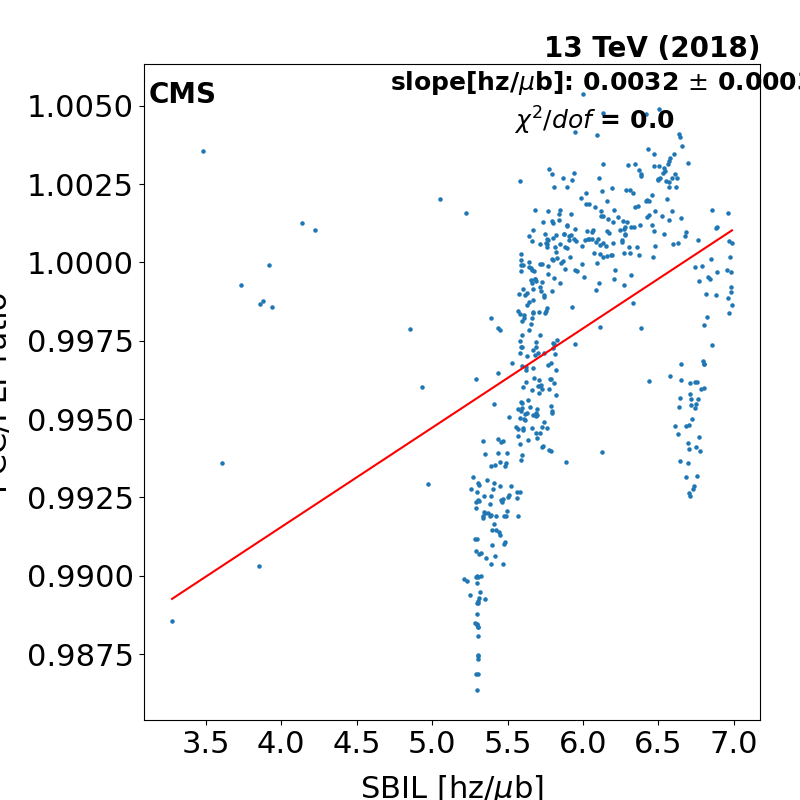 13 TeV (2018)
CMS
slope[hz/μb]: 0.0032 ± 0.0003
χ²/dof = 0.0
1.0050
1.0025
1.0000
0.9975
0.9950
0.9925
0.9900
0.9875
3.5 4.0 4.5 5.0 5.5 6.0 6.5 7.0
SBIL [hz/μb]